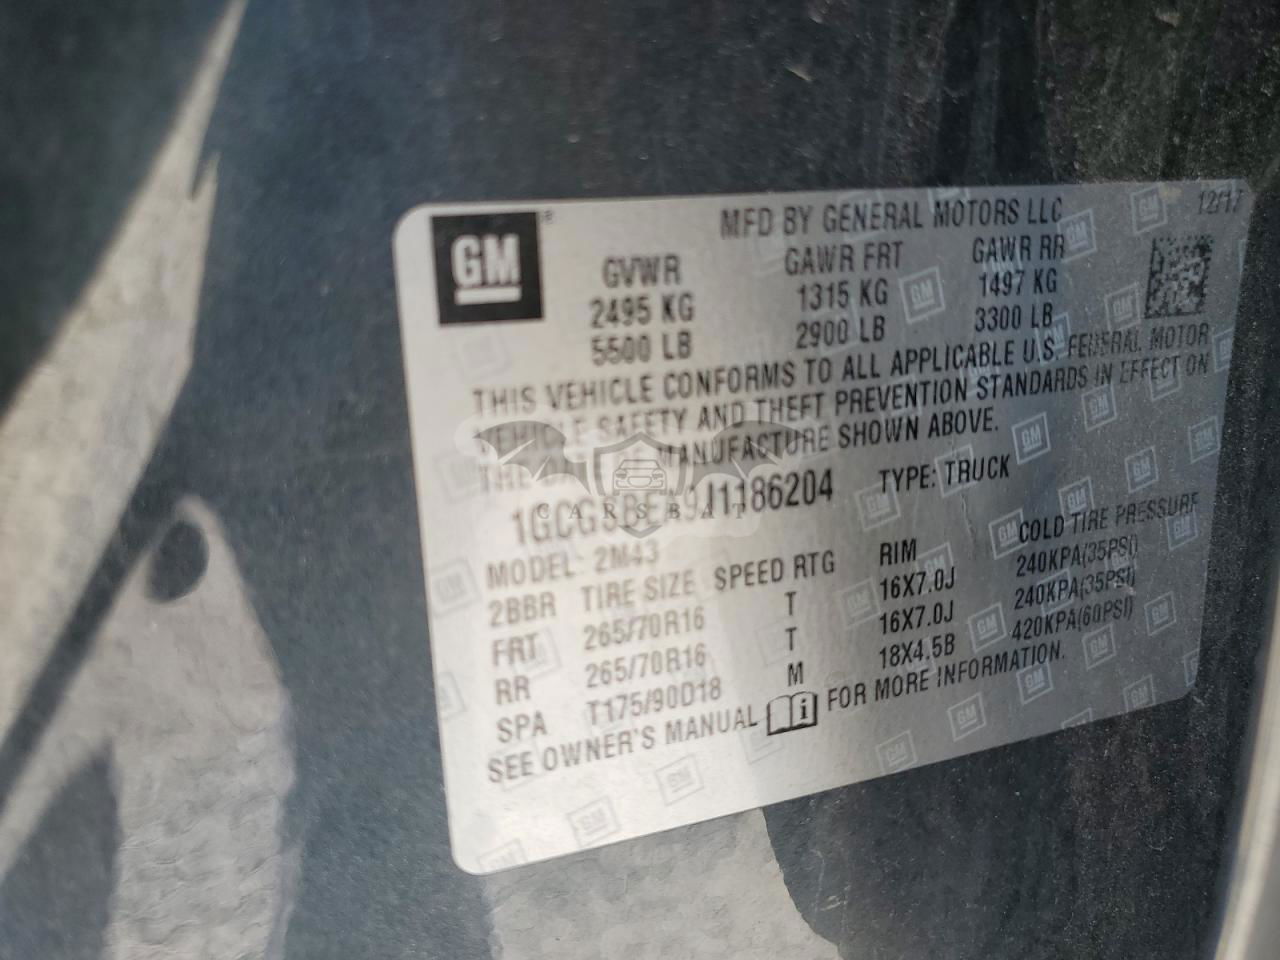 GM
MFD BY GENERAL MOTORS LLC
12/17
GVWR GAWR FRT GAWR RR
2495 KG 1315 KG 1497 KG
5500 LB 2900 LB 3300 LB
THIS VEHICLE CONFORMS TO ALL APPLICABLE U.S. FEDERAL MOTOR
VEHICLE SAFETY AND THEFT PREVENTION STANDARDS IN EFFECT ON
THE DATE OF MANUFACTURE SHOWN ABOVE.
TYPE: TRUCK
CARSBAT
MODEL: 2M43
2BBR TIRE SIZE SPEED RTG RIM COLD TIRE PRESSURE
FRT 265/70R16 T 16X7.0J 240KPA(35PSI)
RR 265/70R16 T 16X7.0J 240KPA(35PSI)
SPA T175/90D18 M 18X4.5B 420KPA(60PSI)
SEE OWNER'S MANUAL FOR MORE INFORMATION.